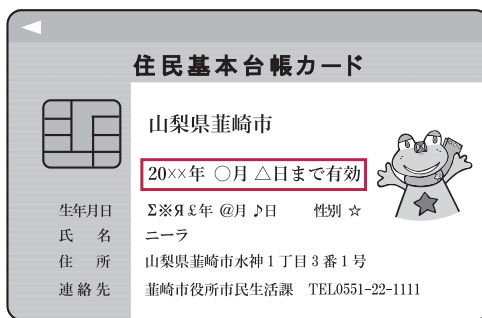 住民基本台帳カード
山梨県韮崎市
20××年 ○月 △日まで有効
生年月日 Σ※Я£年 @月 ♪日 性別 ☆
氏 名 ニーラ
住 所 山梨県韮崎市水神1丁目3番1号
連絡先 韮崎市役所市民生活課 TEL0551-22-1111